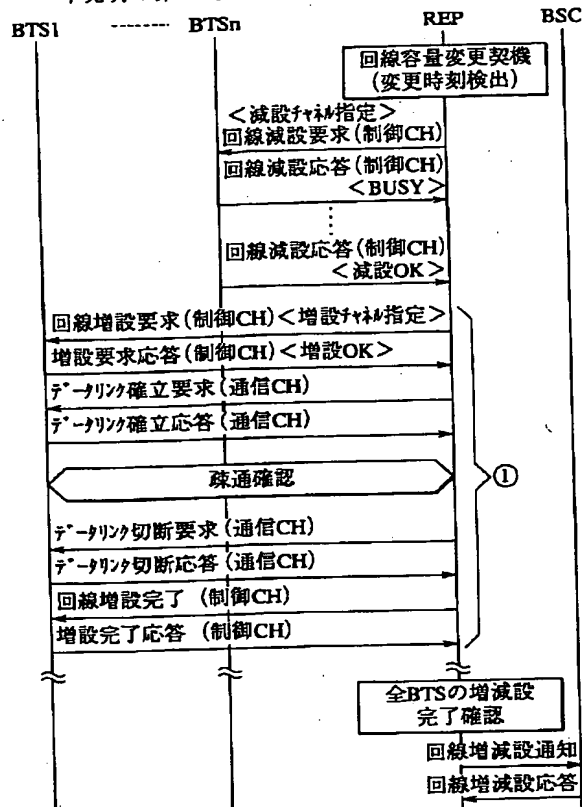 BTS1 -------- BTSn REP BSC
回線容量変更契機
(変更時刻検出)
<減設チャネル指定>
回線減設要求(制御CH)
回線減設応答(制御CH)
<BUSY>
回線減設応答(制御CH)
<減設OK>
回線増設要求(制御CH)<増設チャネル指定>
増設要求応答(制御CH)<増設OK>
データリンク確立要求(通信CH)
データリンク確立応答(通信CH)
疎通確認
①
データリンク切断要求(通信CH)
データリンク切断応答(通信CH)
回線増設完了 (制御CH)
増設完了応答 (制御CH)
全BTSの増減設
完了確認
回線増減設通知
回線増減設応答